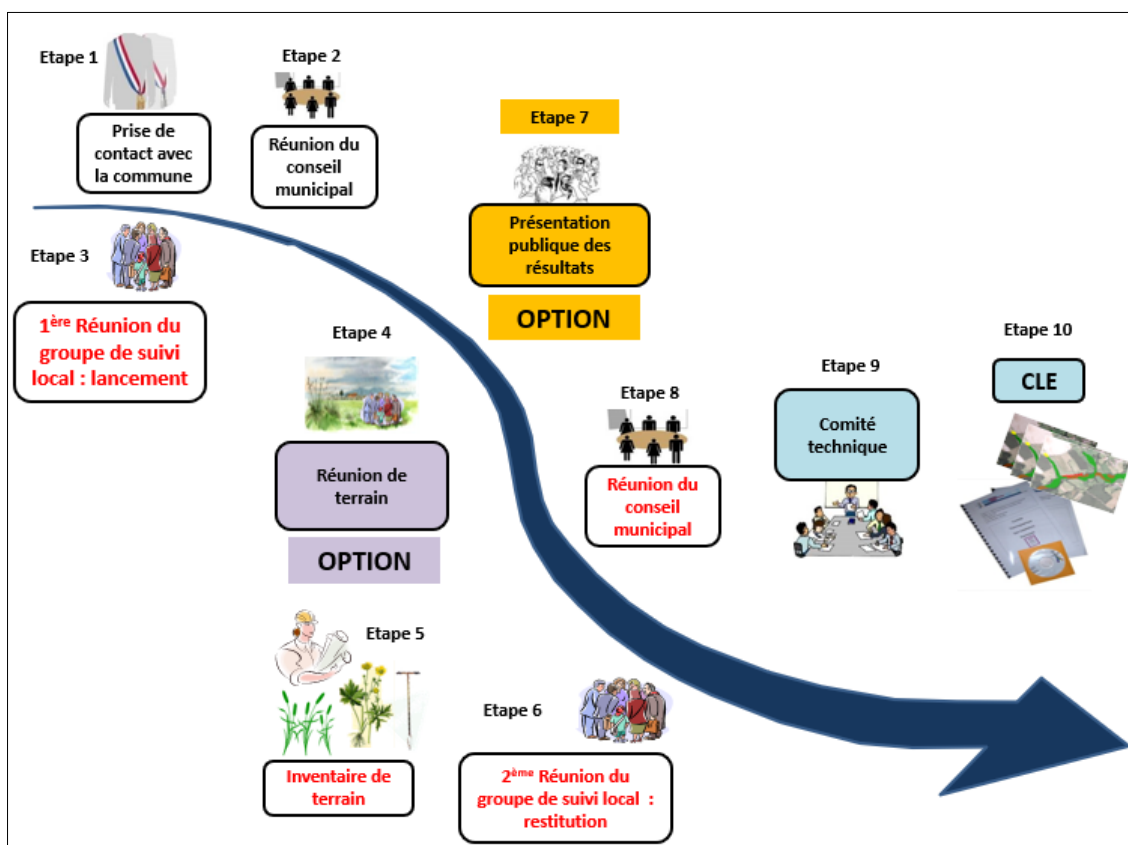 Etape 1
Prise de
contact avec
la commune
Etape 2
Réunion du
conseil
municipal
Etape 3
1ère Réunion du
groupe de suivi
local : lancement
Etape 4
Réunion de
terrain
OPTION
Etape 5
Inventaire de
terrain
Etape 6
2ème Réunion du
groupe de suivi local :
restitution
Etape 7
Présentation
publique des
résultats
OPTION
Etape 8
Réunion du
conseil
municipal
Etape 9
Comité
technique
Etape 10
CLE